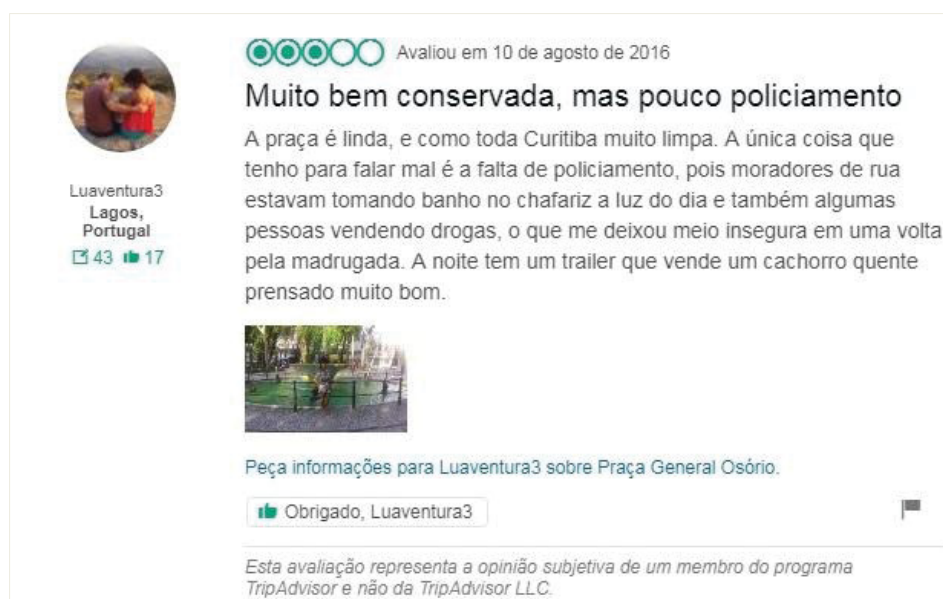 Avaliou em 10 de agosto de 2016
Muito bem conservada, mas pouco policiamento
A praça é linda, e como toda Curitiba muito limpa. A única coisa que
tenho para falar mal é a falta de policiamento, pois moradores de rua
estavam tomando banho no chafariz a luz do dia e também algumas
pessoas vendendo drogas, o que me deixou meio insegura em uma volta
pela madrugada. A noite tem um trailer que vende um cachorro quente
prensado muito bom.
Luaventura3
Lagos,
Portugal
43 17
Peça informações para Luaventura3 sobre Praça General Osório.
Obrigado, Luaventura3
Esta avaliação representa a opinião subjetiva de um membro do programa
TripAdvisor e não da TripAdvisor LLC.